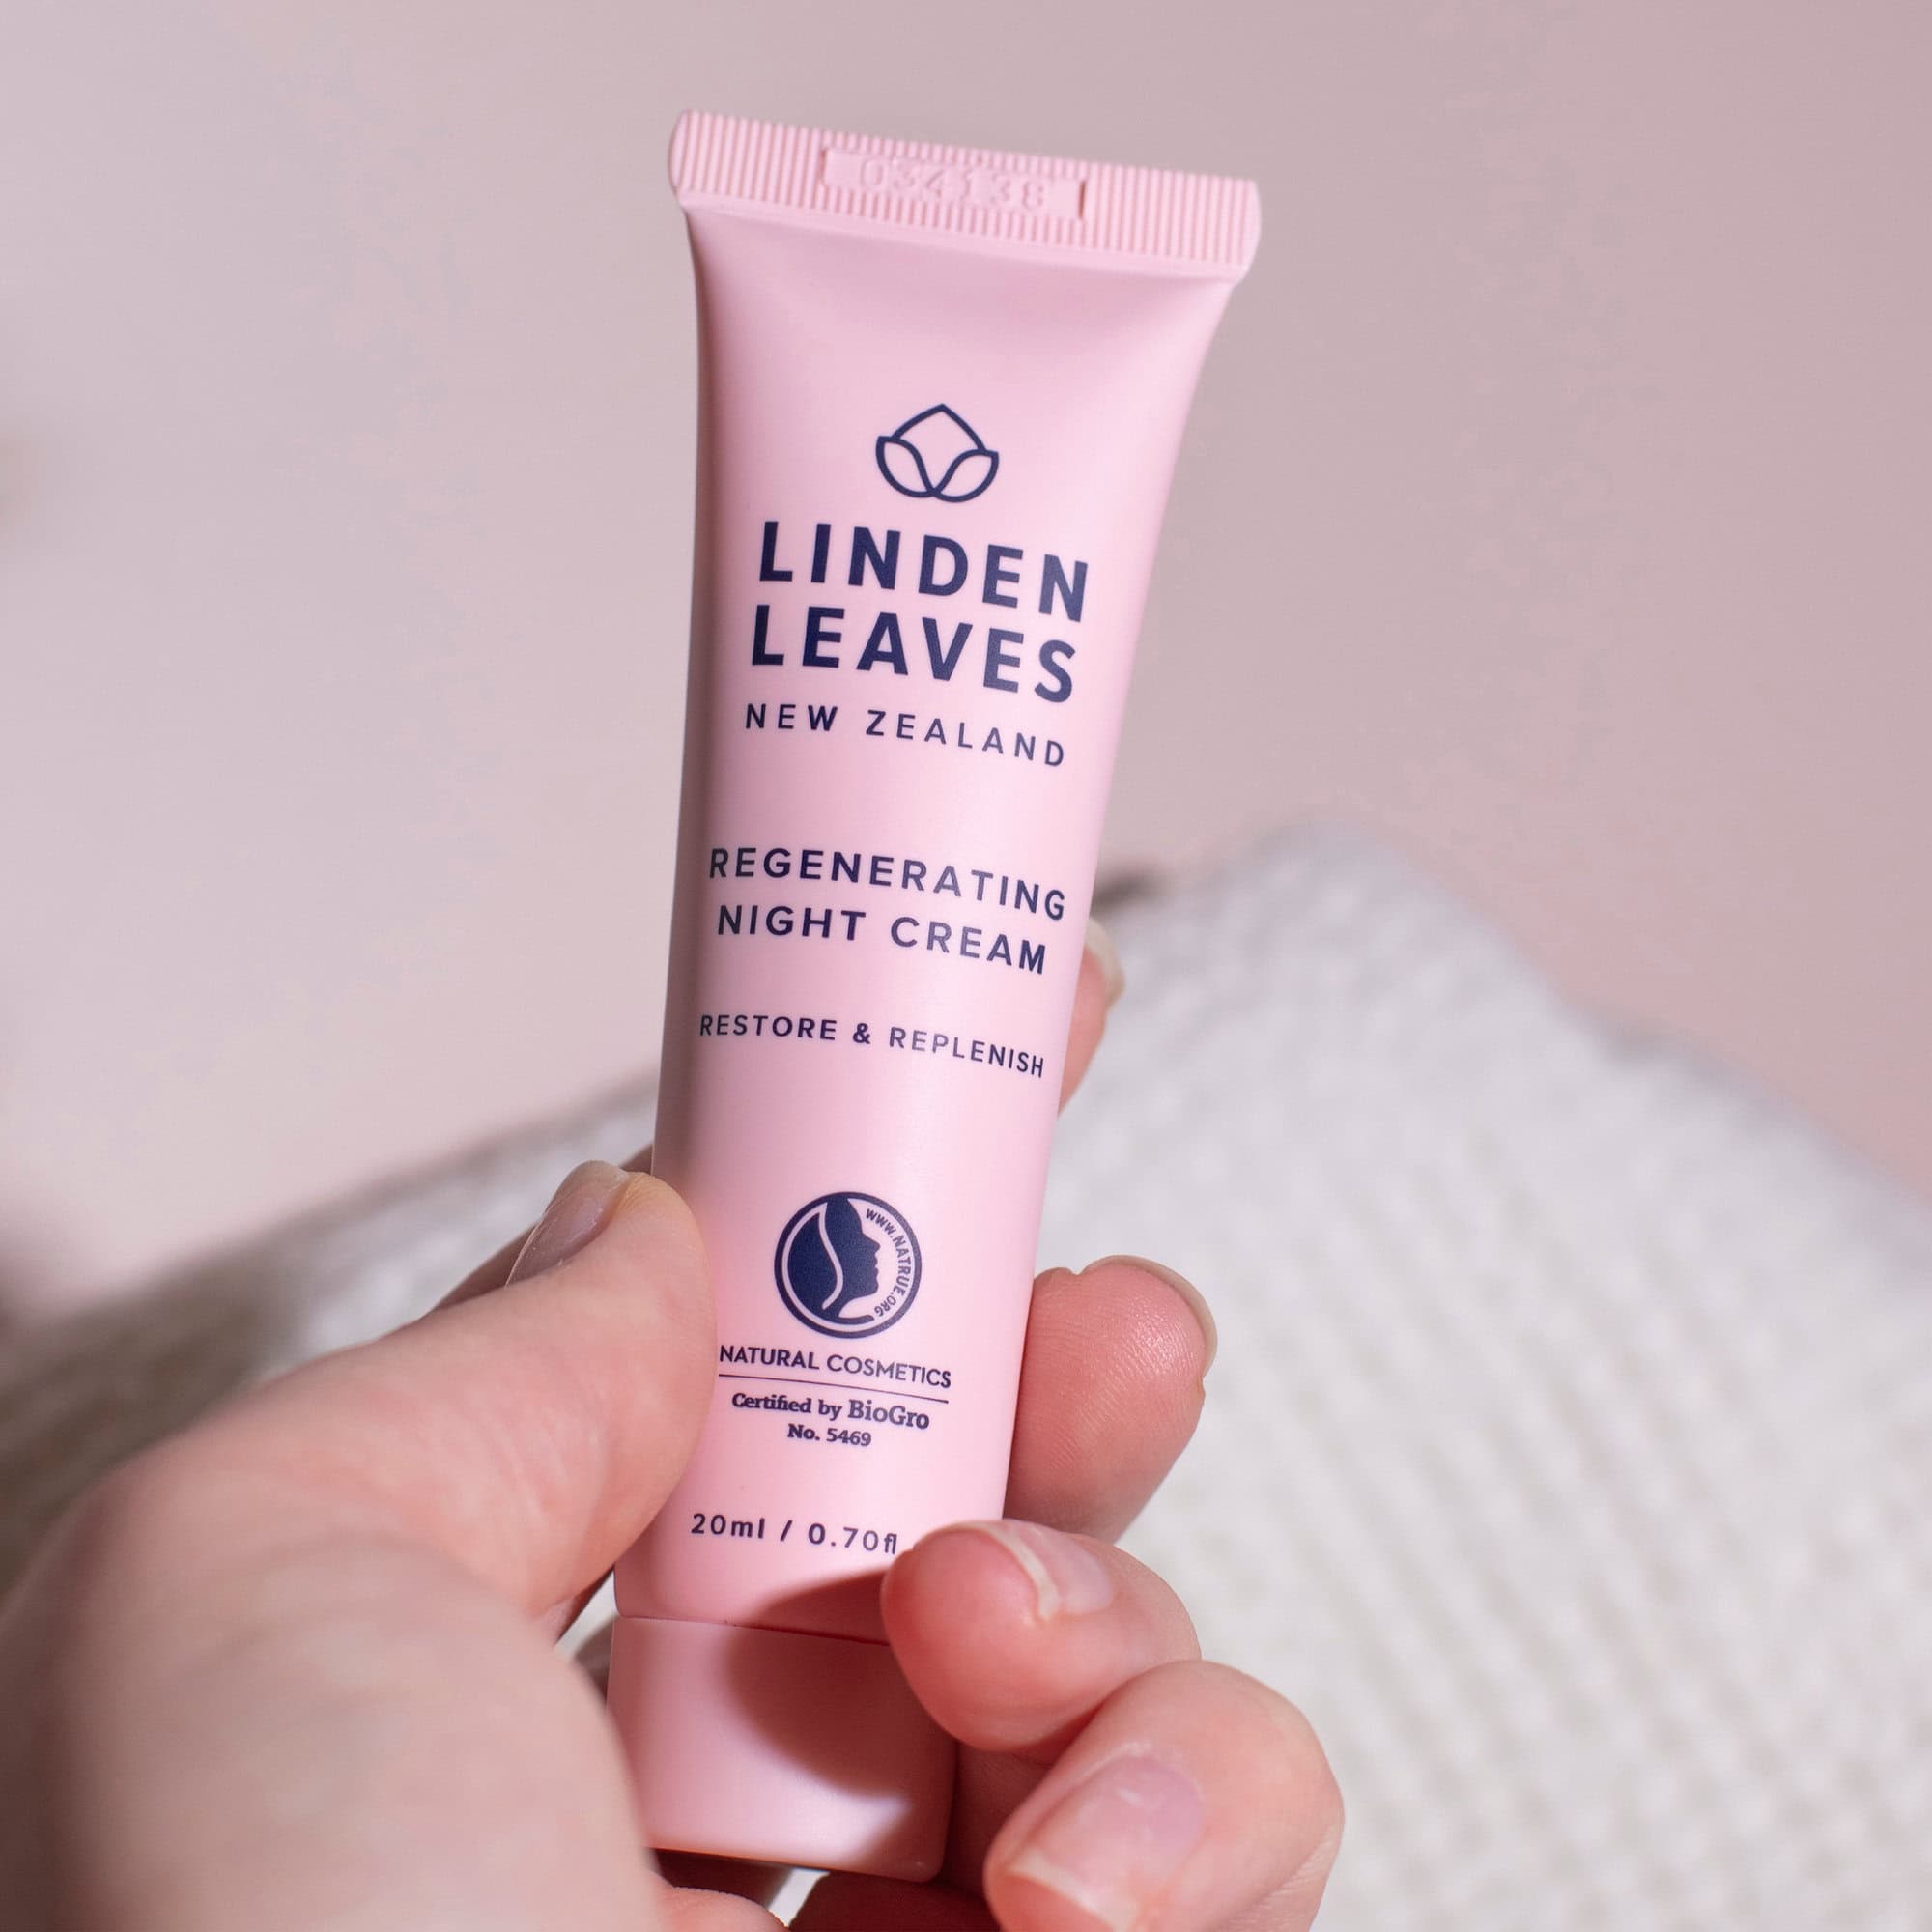 034138
LINDEN
LEAVES
NEW ZEALAND
REGENERATING
NIGHT CREAM
RESTORE & REPLENISH
WWW.NATRUE.ORG
NATURAL COSMETICS
Certified by BioGro
No. 5469
20ml / 0.70fl